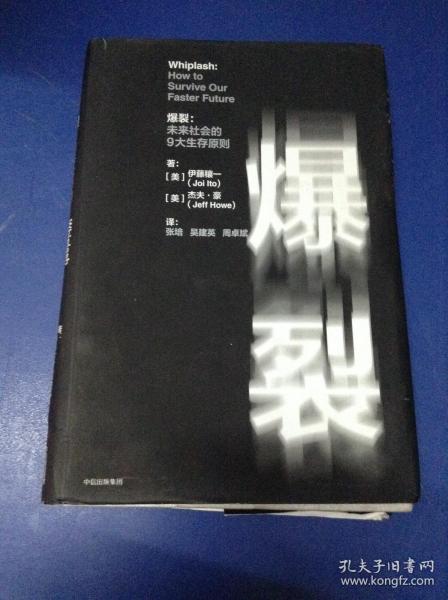 Whiplash:
How to
Survive Our
Faster Future
爆裂：
未来社会的
9大生存原则
著：
［美］伊藤穰一
（Joi Ito）
［美］杰夫·豪
（Jeff Howe）
译：
张培 吴建英 周卓斌
爆
裂
中信出版集团
Whiplash
孔夫子旧书网
www.kongfz.com